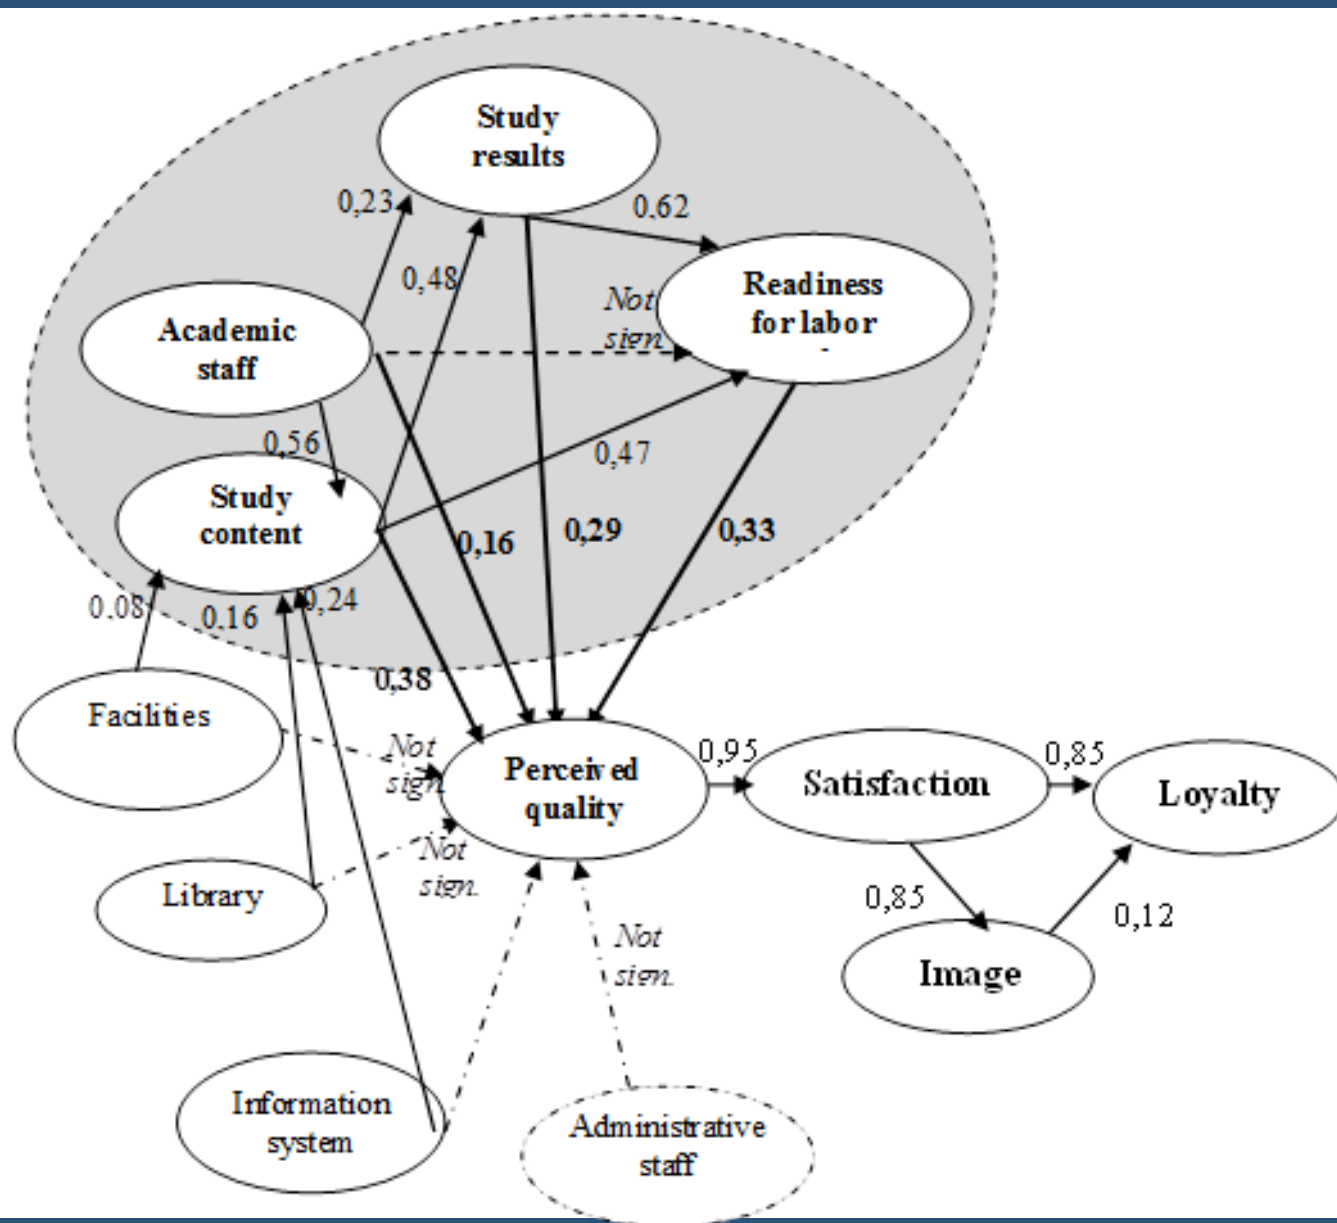 Study
results
0,23
0.62
0,48
Readiness
for labor
Not
sign.
Academic
staff
0,56
0,47
Study
content
0,16
0,29
0,33
0.08
0.16
0,24
0,38
Facilities
Not
sign.
Perceived
quality
0,95
Satisfaction
0,85
Loyalty
Not
sign.
Library
0,85
0,12
Not
sign.
Image
Information
system
Administrative
staff